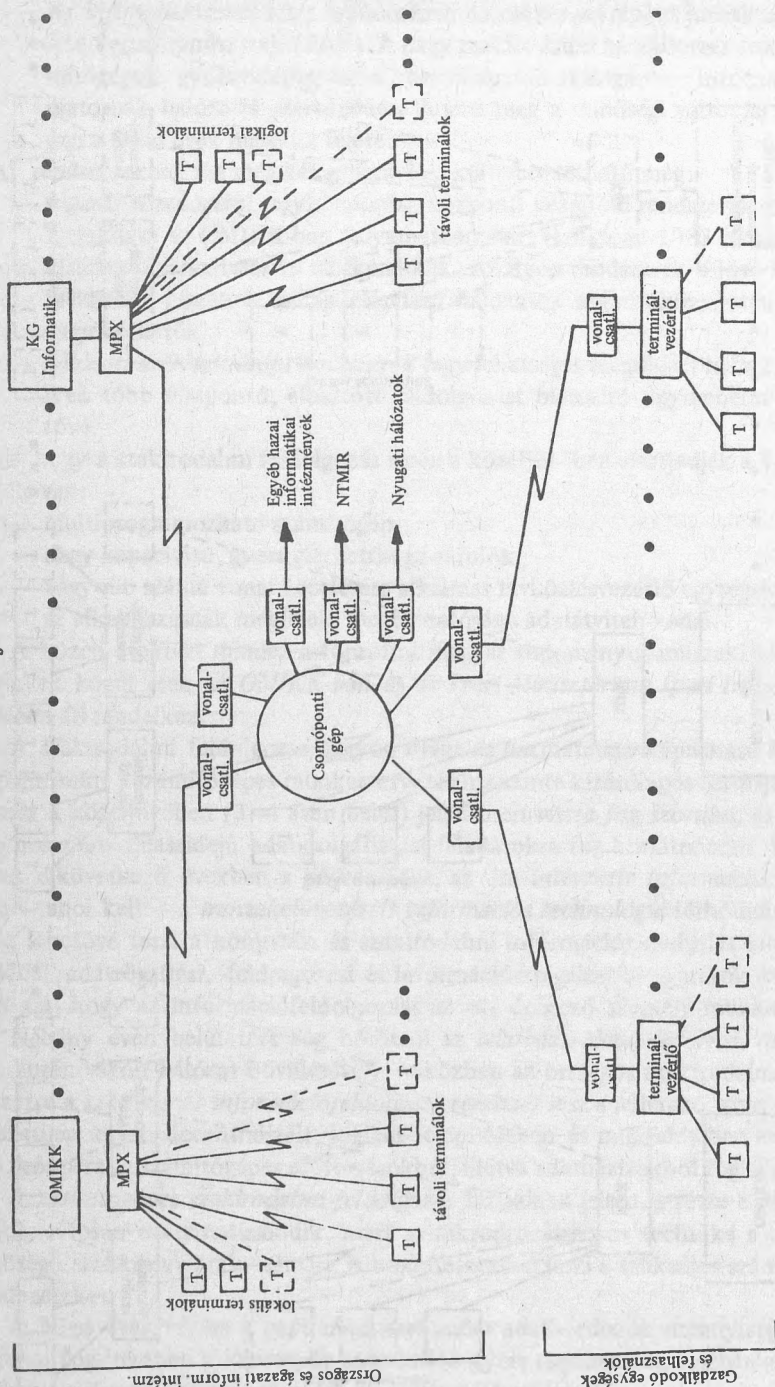 Országos és ágazati inform. intézm.
OMIKK
MPX
T
T
T
lokális terminálok
T
T
T
T
távoli terminálok
KG
Informatik
MPX
T
T
T
logikai terminálok
T
T
T
T
távoli terminálok
vonal-
csatl.
vonal-
csatl.
Csomóponti
gép
vonal-
csatl.
vonal-
csatl.
vonal-
csatl.
Egyéb hazai
informatikai
intézmények
NTMIR
Nyugati hálózatok
vonal-
csatl.
vonal-
csatl.
Gazdálkodó egységek
és felhasználók
vonal-
csatl.
terminál-
vezérlő
T
T
T
T
vonal-
csatl.
terminál-
vezérlő
T
T
T
T
T